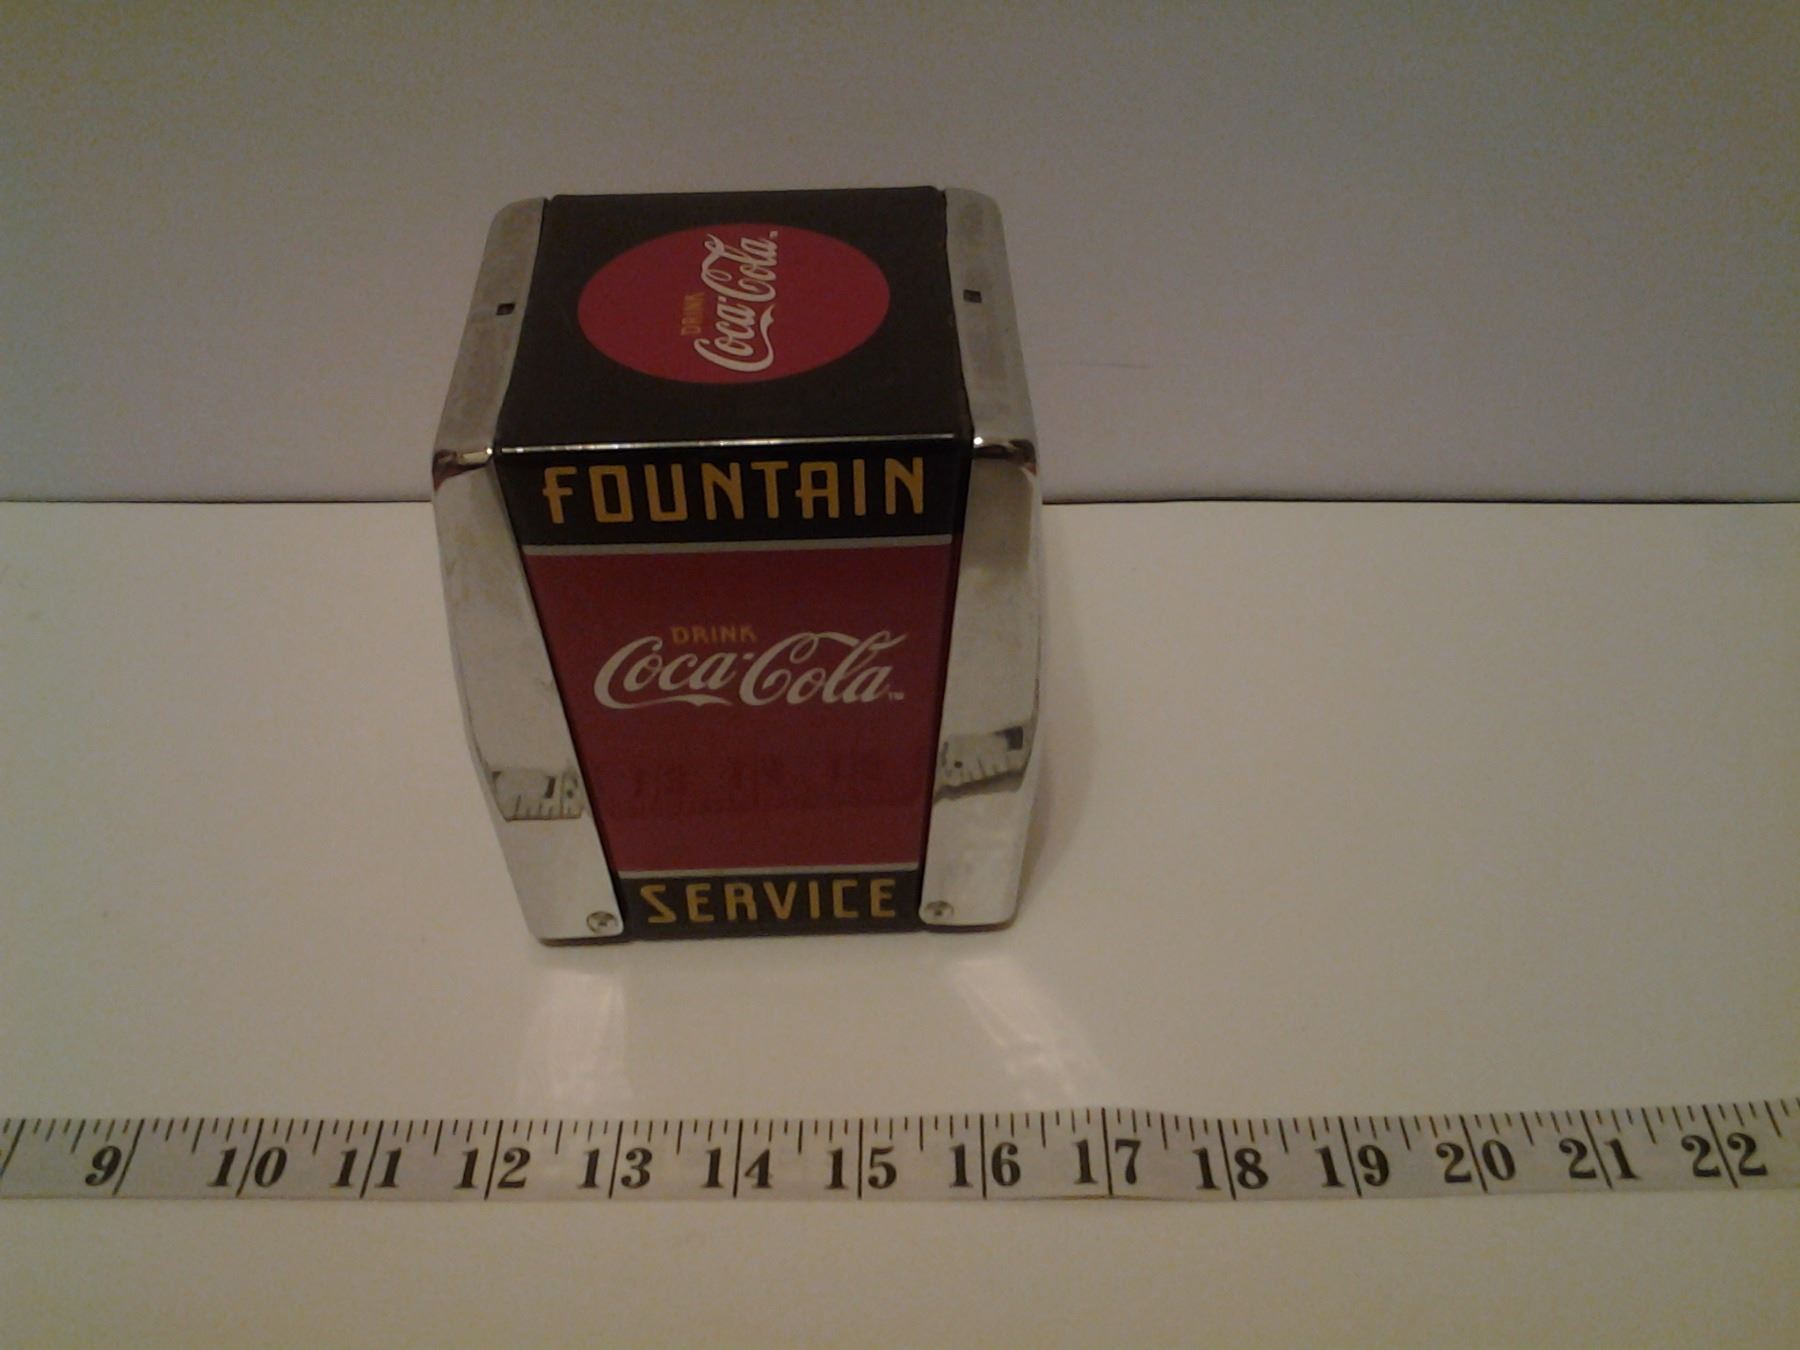 DRINK
Coca-Cola
FOUNTAIN
DRINK
Coca-Cola™
SERVICE
9 10 11 12 13 14 15 16 17 18 19 20 21 22